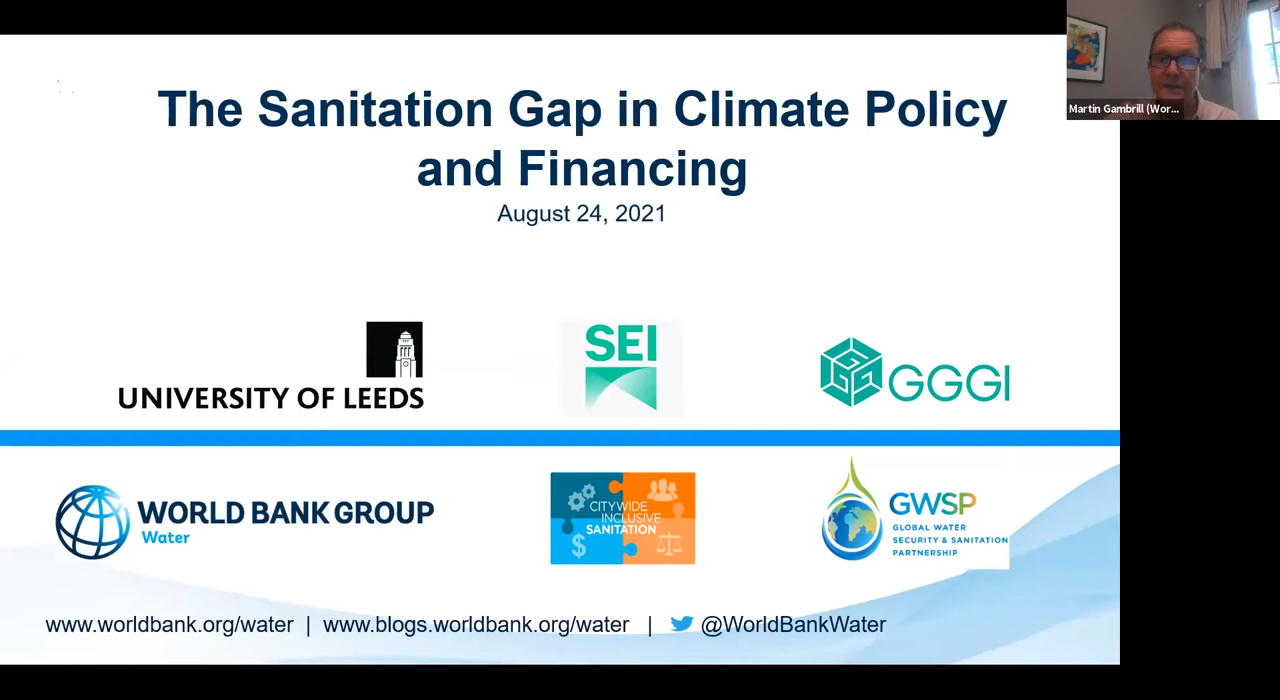 The Sanitation Gap in Climate Policy
and Financing
August 24, 2021
Martin Gambrill (Wor...
UNIVERSITY OF LEEDS
SEI
GGGI
WORLD BANK GROUP
Water
CITYWIDE
INCLUSIVE
SANITATION
$
GWSP
GLOBAL WATER
SECURITY & SANITATION
PARTNERSHIP
www.worldbank.org/water | www.blogs.worldbank.org/water | @WorldBankWater